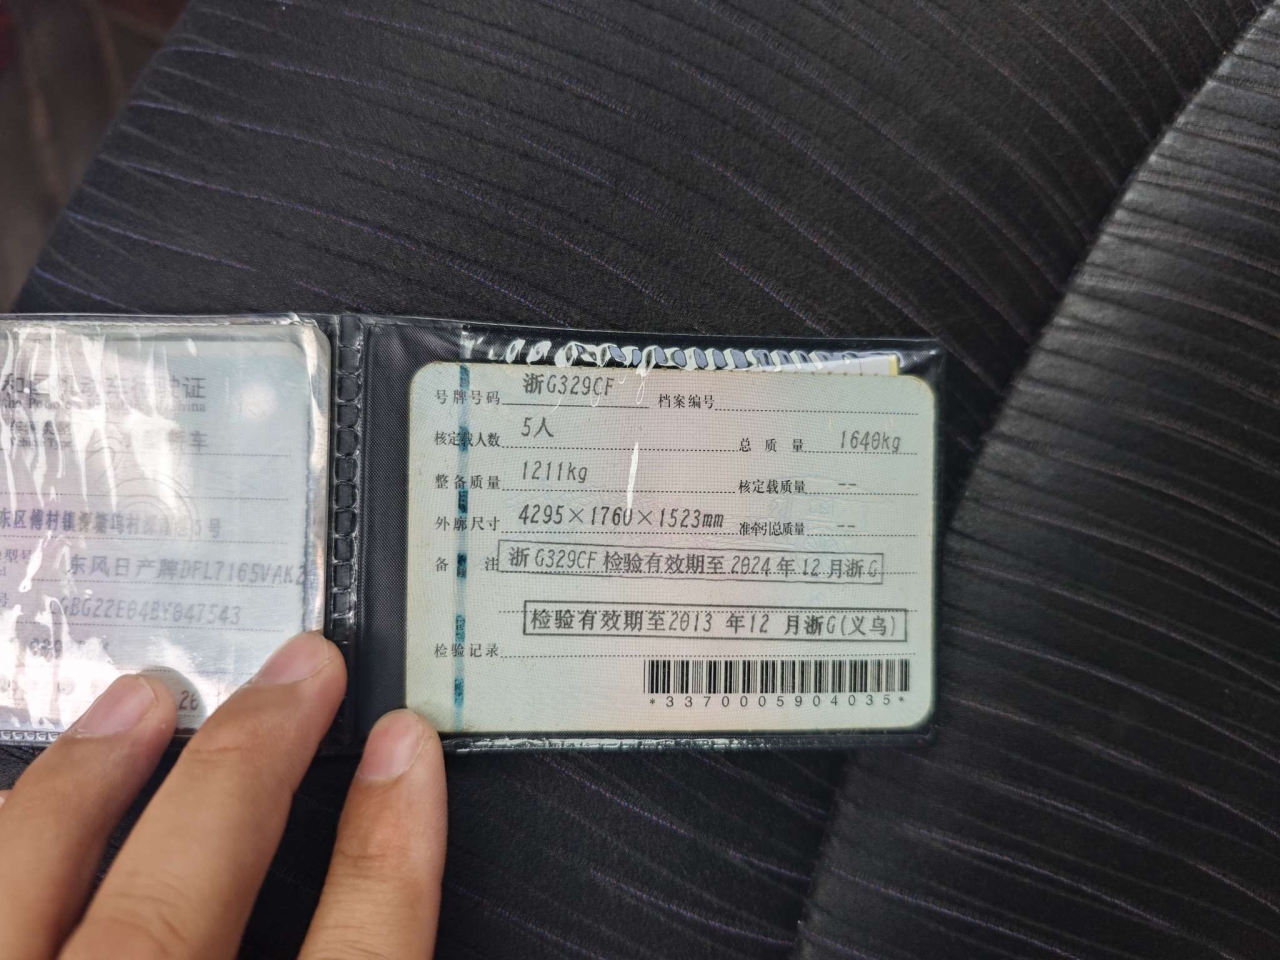 驶证
车
东风日产牌DFL7165VAK2
LGBG22E04BY047543
号牌号码 浙G329CF 档案编号
核定载人数 5人 总质量 1640kg
整备质量 1211kg 核定载质量 --
外廓尺寸 4295×1760×1523mm 准牵引总质量 --
备注 浙G329CF 检验有效期至2024年12月浙G
检验有效期至2013年12月浙G(义乌)
检验记录
*3370005904035*